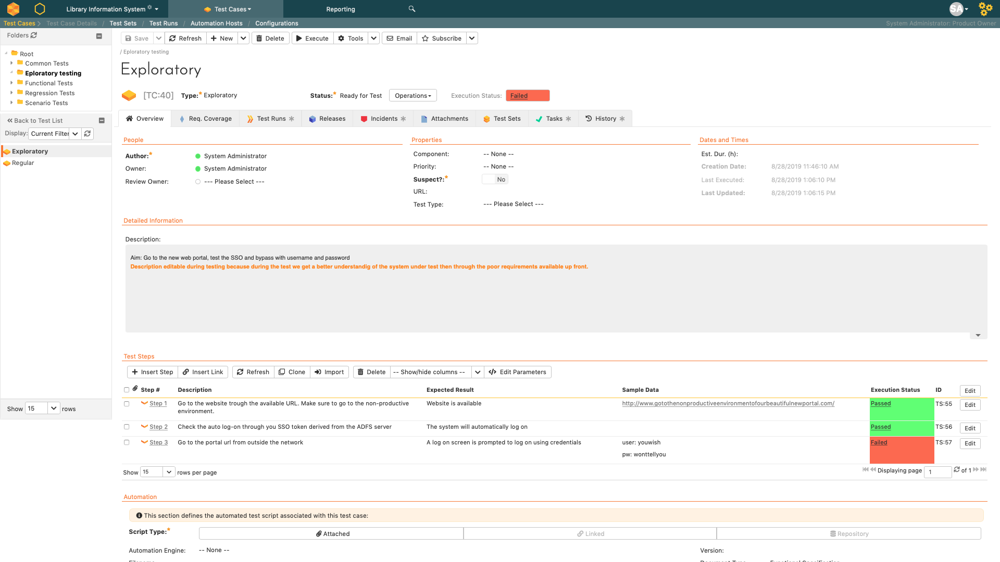 Library Information System
Test Cases
Reporting
SA
Test Cases
Test Case Details / Test Sets / Test Runs / Automation Hosts / Configurations
System Administrator: Product Owner
Folders
Root
Common Tests
Eploratory testing
Functional Tests
Regression Tests
Scenario Tests
Back to Test List
Display: Current Filter
Exploratory
Regular
Show 15 rows
Save Refresh New Delete Execute Tools Email Subscribe
/ Eploratory testing
Exploratory
[TC:40] Type:* Exploratory Status:* Ready for Test Operations Execution Status: Failed
Overview Req. Coverage Test Runs Releases Incidents Attachments Test Sets Tasks History
People
Author:* System Administrator
Owner: System Administrator
Review Owner: --- Please Select ---
Properties
Component: -- None --
Priority: -- None --
Suspect?:* No
URL:
Test Type: --- Please Select ---
Dates and Times
Est. Dur. (h):
Creation Date: 8/28/2019 11:46:10 AM
Last Executed: 8/28/2019 1:06:10 PM
Last Updated: 8/28/2019 1:06:15 PM
Detailed Information
Description:
Aim: Go to the new web portal, test the SSO and bypass with username and password
Description editable during testing because during the test we get a better understandig of the system under test then through the poor requirements available up front.
Test Steps
Insert Step Insert Link Refresh Clone Import Delete -- Show/hide columns -- Edit Parameters
Step # Description Expected Result Sample Data Execution Status ID Edit
Step 1 Go to the website trough the available URL. Make sure to go to the non-productive Website is available http://www.gotothenonproductiveenvironmentofourbeautifulnewportal.com/ Passed TS:55 Edit
environment.
Step 2 Check the auto log-on through you SSO token derived from the ADFS server The system will automatically log on Passed TS:56 Edit
Step 3 Go to the portal url from outside the network A log on screen is prompted to log on using credentials user: youwish Failed TS:57 Edit
pw: wonttellyou
Show 15 rows per page Displaying page 1 of 1
Automation
This section defines the automated test script associated with this test case:
Script Type:* Attached Linked Repository
Automation Engine: -- None -- Version: